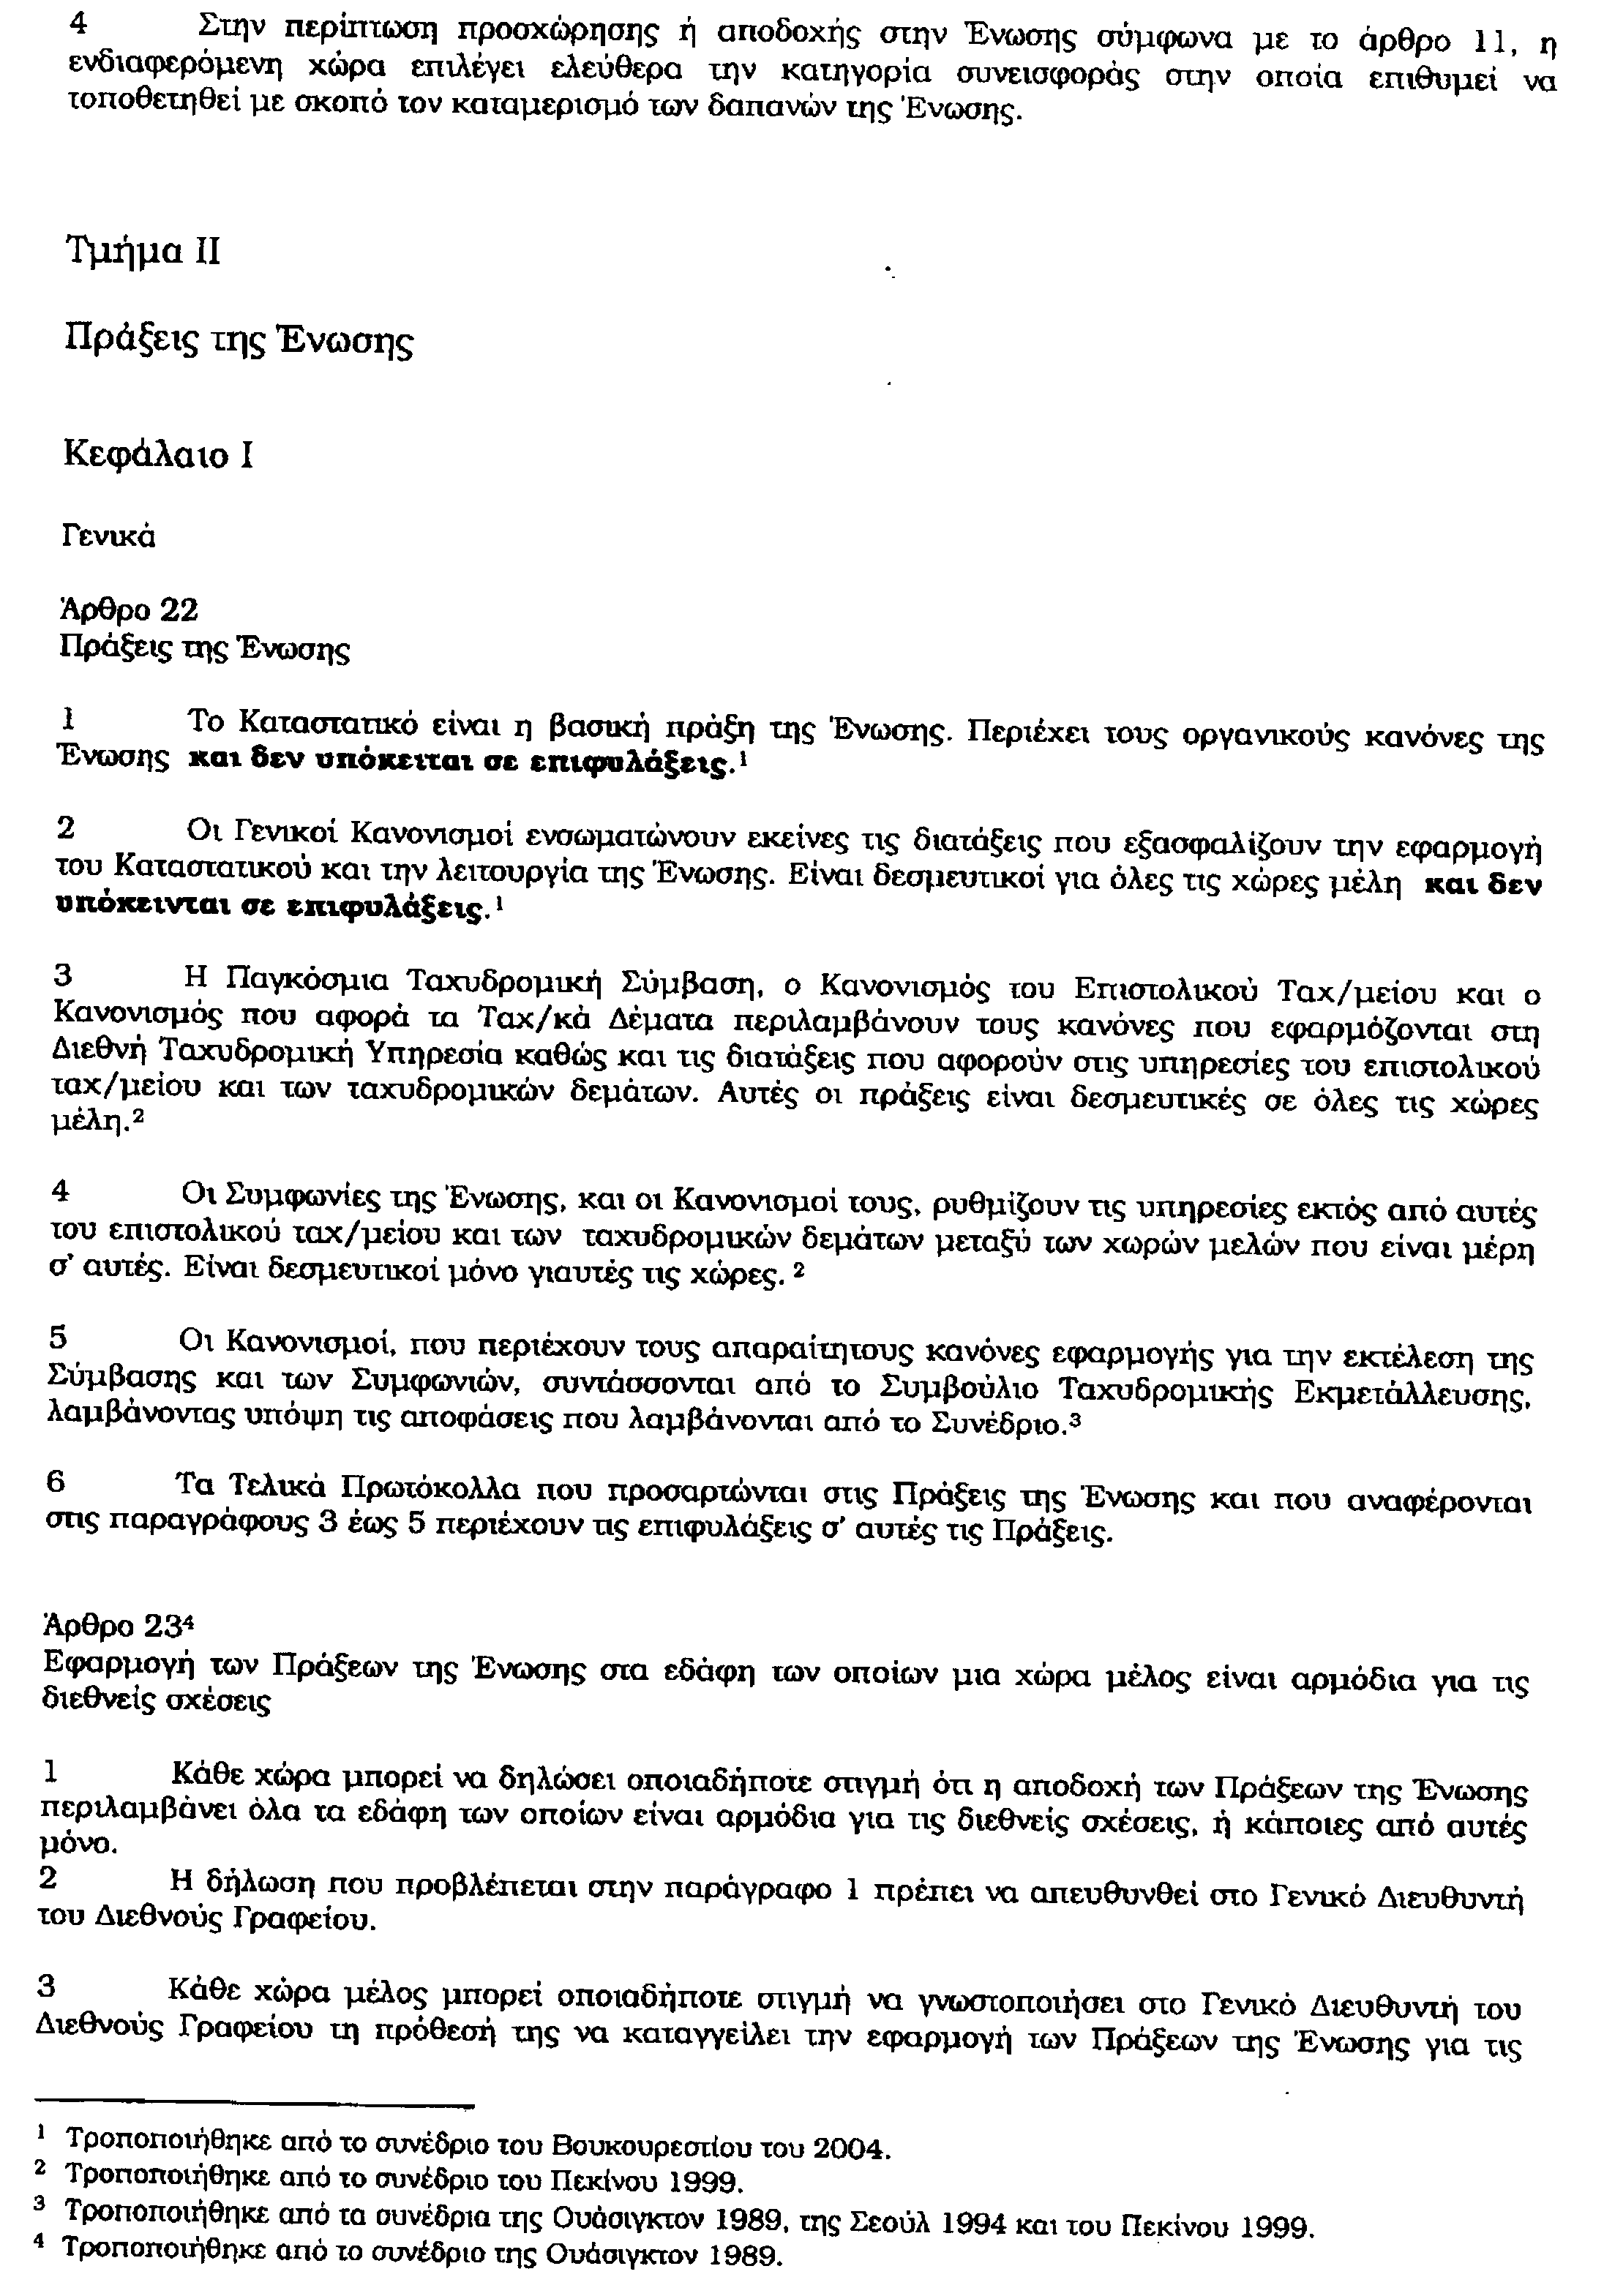 4 Στην περίπτωση προσχώρησης ή αποδοχής στην Ένωσης σύμφωνα με το άρθρο 11, η
ενδιαφερόμενη χώρα επιλέγει ελεύθερα την κατηγορία συνεισφοράς στην οποία επιθυμεί να
τοποθετηθεί με σκοπό τον καταμερισμό των δαπανών της Ένωσης.
Τμήμα ΙΙ
Πράξεις της Ένωσης
Κεφάλαιο Ι
Γενικά
Άρθρο 22
Πράξεις της Ένωσης
1 Το Καταστατικό είναι η βασική πράξη της Ένωσης. Περιέχει τους οργανικούς κανόνες της
Ένωσης και δεν υπόκειται σε επιφυλάξεις.¹
2 Οι Γενικοί Κανονισμοί ενσωματώνουν εκείνες τις διατάξεις που εξασφαλίζουν την εφαρμογή
του Καταστατικού και την λειτουργία της Ένωσης. Είναι δεσμευτικοί για όλες τις χώρες μέλη και δεν
υπόκεινται σε επιφυλάξεις.¹
3 Η Παγκόσμια Ταχυδρομική Σύμβαση, ο Κανονισμός του Επιστολικού Ταχ/μείου και ο
Κανονισμός που αφορά τα Ταχ/κά Δέματα περιλαμβάνουν τους κανόνες που εφαρμόζονται στη
Διεθνή Ταχυδρομική Υπηρεσία καθώς και τις διατάξεις που αφορούν στις υπηρεσίες του επιστολικού
ταχ/μείου και των ταχυδρομικών δεμάτων. Αυτές οι πράξεις είναι δεσμευτικές σε όλες τις χώρες
μέλη.²
4 Οι Συμφωνίες της Ένωσης, και οι Κανονισμοί τους, ρυθμίζουν τις υπηρεσίες εκτός από αυτές
του επιστολικού ταχ/μείου και των ταχυδρομικών δεμάτων μεταξύ των χωρών μελών που είναι μέρη
σ' αυτές. Είναι δεσμευτικοί μόνο γιαυτές τις χώρες. ²
5 Οι Κανονισμοί, που περιέχουν τους απαραίτητους κανόνες εφαρμογής για την εκτέλεση της
Σύμβασης και των Συμφωνιών, συντάσσονται από το Συμβούλιο Ταχυδρομικής Εκμετάλλευσης,
λαμβάνοντας υπόψη τις αποφάσεις που λαμβάνονται από το Συνέδριο.³
6 Τα Τελικά Πρωτόκολλα που προσαρτώνται στις Πράξεις της Ένωσης και που αναφέρονται
στις παραγράφους 3 έως 5 περιέχουν τις επιφυλάξεις σ' αυτές τις Πράξεις.
Άρθρο 23⁴
Εφαρμογή των Πράξεων της Ένωσης στα εδάφη των οποίων μια χώρα μέλος είναι αρμόδια για τις
διεθνείς σχέσεις
1 Κάθε χώρα μπορεί να δηλώσει οποιαδήποτε στιγμή ότι η αποδοχή των Πράξεων της Ένωσης
περιλαμβάνει όλα τα εδάφη των οποίων είναι αρμόδια για τις διεθνείς σχέσεις, ή κάποιες από αυτές
μόνο.
2 Η δήλωση που προβλέπεται στην παράγραφο 1 πρέπει να απευθυνθεί στο Γενικό Διευθυντή
του Διεθνούς Γραφείου.
3 Κάθε χώρα μέλος μπορεί οποιαδήποτε στιγμή να γνωστοποιήσει στο Γενικό Διευθυντή του
Διεθνούς Γραφείου τη πρόθεσή της να καταγγείλει την εφαρμογή των Πράξεων της Ένωσης για τις
¹ Τροποποιήθηκε από το συνέδριο του Βουκουρεστίου του 2004.
² Τροποποιήθηκε από το συνέδριο του Πεκίνου 1999.
³ Τροποποιήθηκε από τα συνέδρια της Ουάσιγκτον 1989, της Σεούλ 1994 και του Πεκίνου 1999.
⁴ Τροποποιήθηκε από το συνέδριο της Ουάσιγκτον 1989.